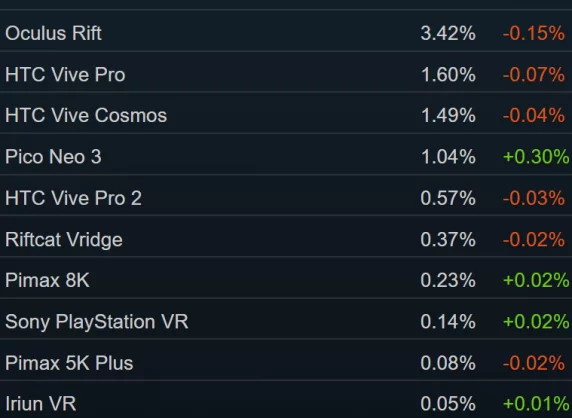 Oculus Rift 3.42% -0.15%
HTC Vive Pro 1.60% -0.07%
HTC Vive Cosmos 1.49% -0.04%
Pico Neo 3 1.04% +0.30%
HTC Vive Pro 2 0.57% -0.03%
Riftcat Vridge 0.37% -0.02%
Pimax 8K 0.23% +0.02%
Sony PlayStation VR 0.14% +0.02%
Pimax 5K Plus 0.08% -0.02%
Iriun VR 0.05% +0.01%